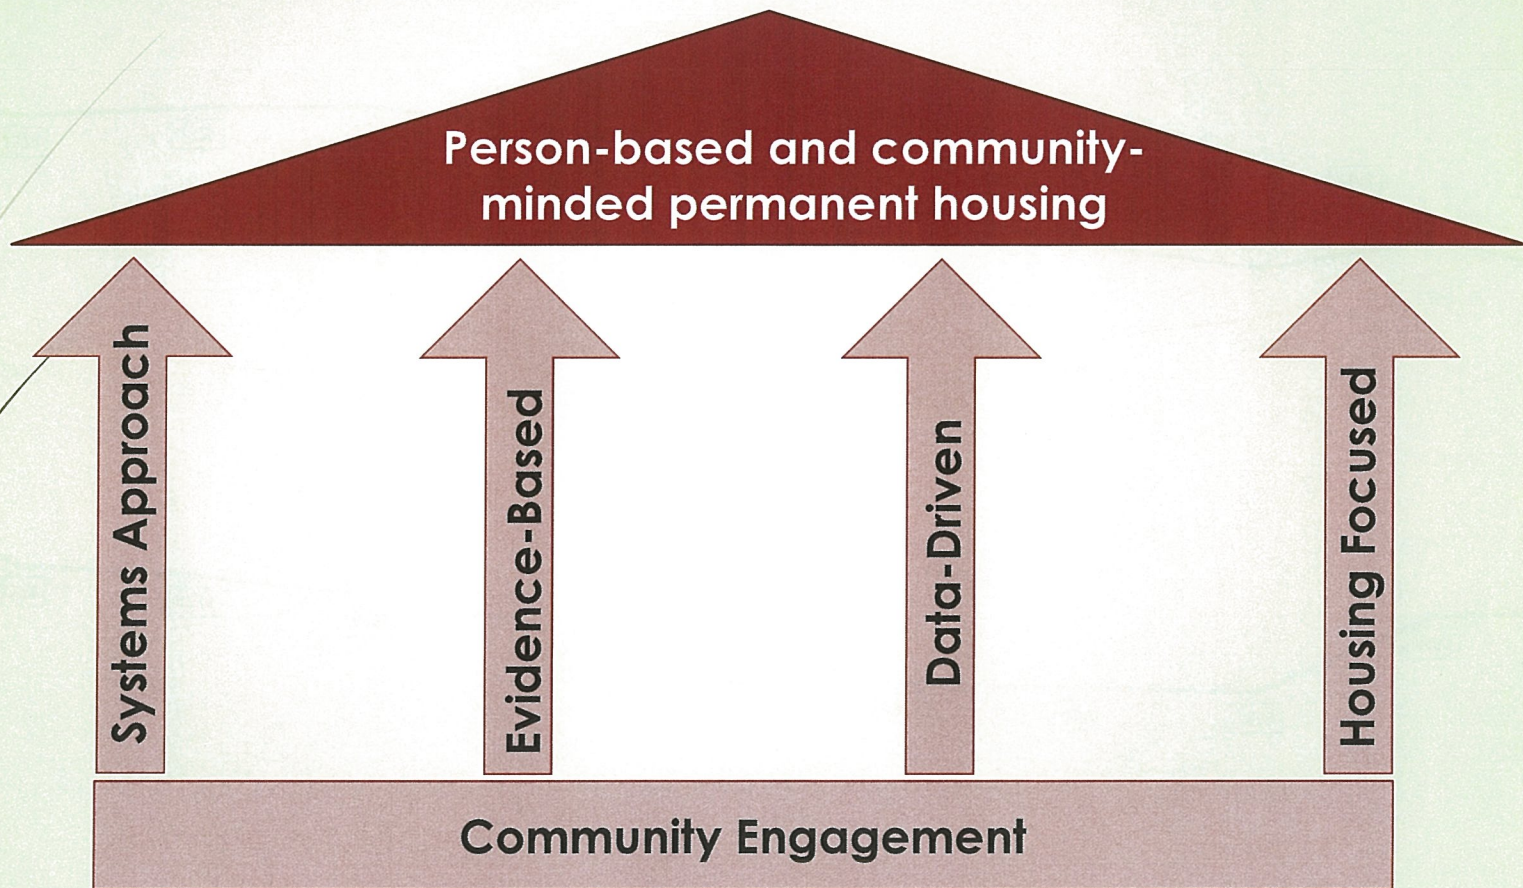 Person-based and community-
minded permanent housing
Systems Approach
Evidence-Based
Data-Driven
Housing Focused
Community Engagement